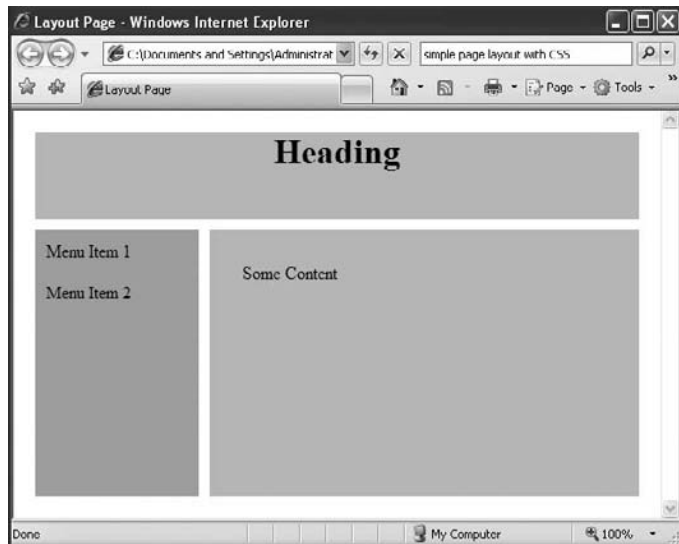 Layout Page - Windows Internet Explorer
C:\Documents and Settings\Administrat
simple page layout with CSS
Layout Page
Page
Tools
»
Heading
Menu Item 1
Menu Item 2
Some Content
Done
My Computer
100%